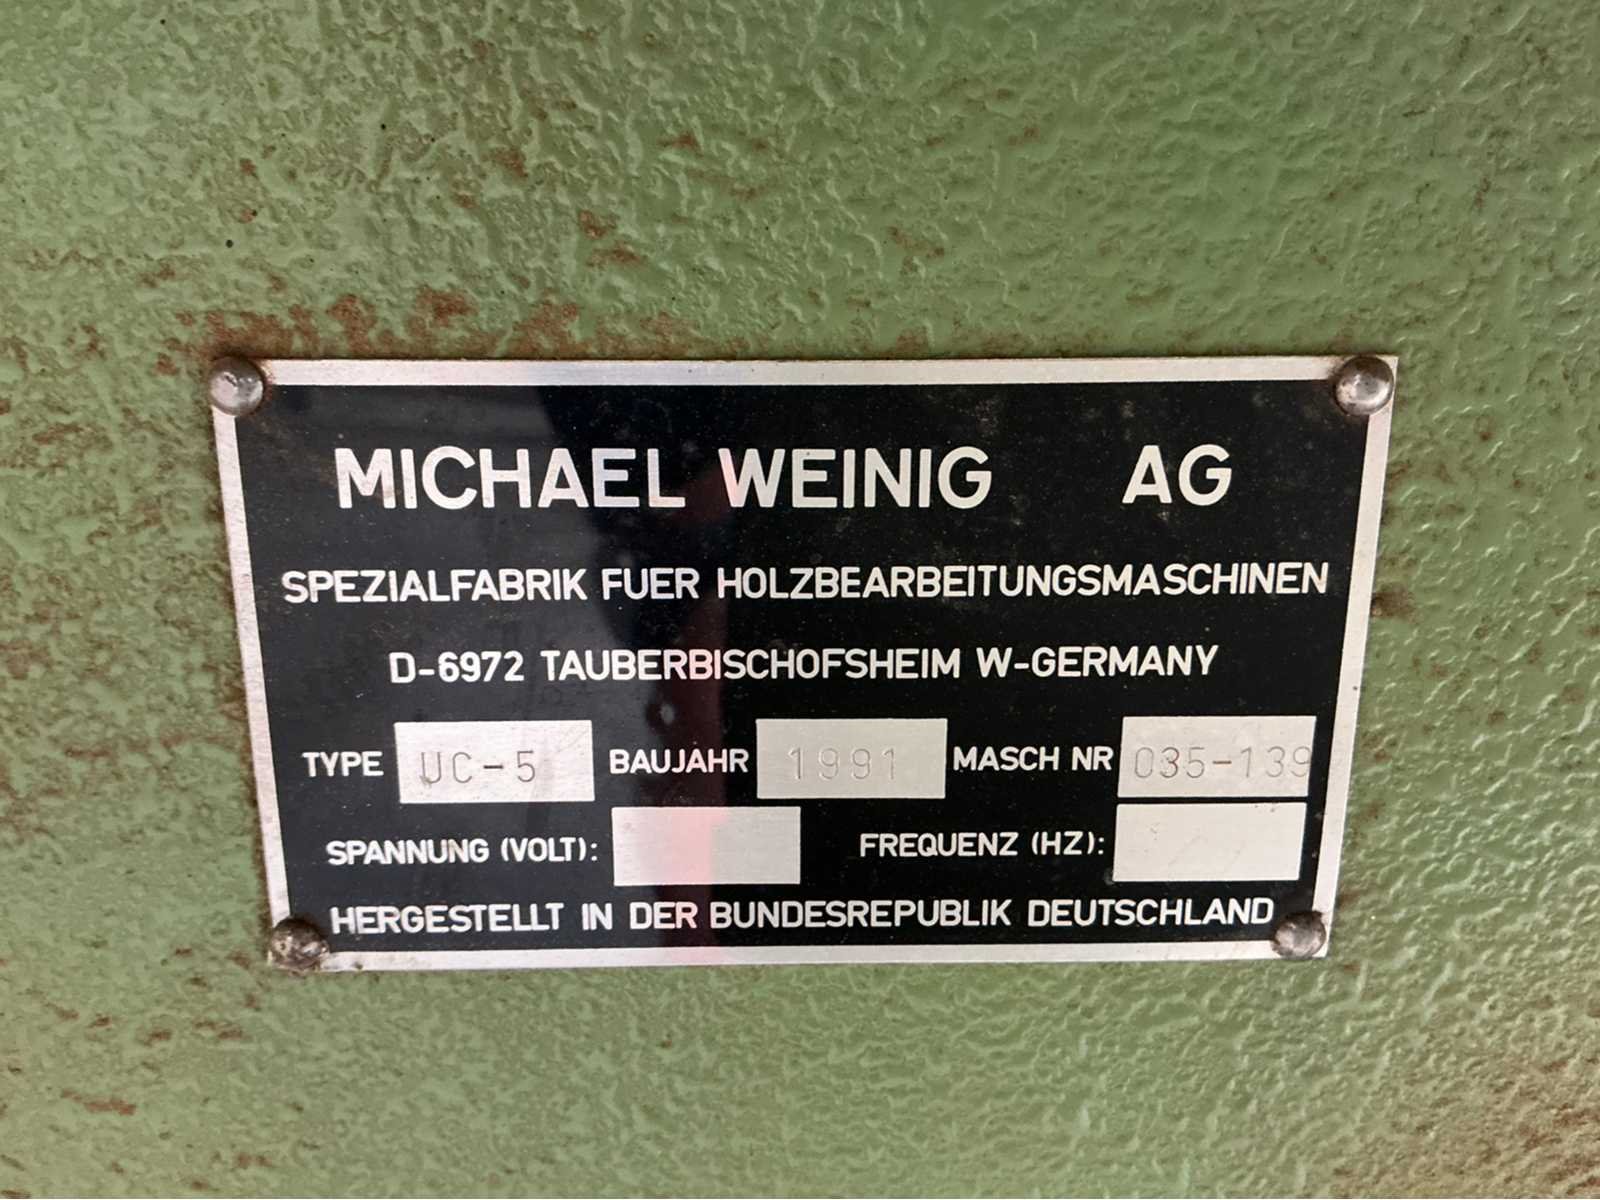 MICHAEL WEINIG AG
SPEZIALFABRIK FUER HOLZBEARBEITUNGSMASCHINEN
D-6972 TAUBERBISCHOFSHEIM W-GERMANY
TYPE UC-5 BAUJAHR 1991 MASCH NR 035-139
SPANNUNG (VOLT): FREQUENZ (HZ):
HERGESTELLT IN DER BUNDESREPUBLIK DEUTSCHLAND